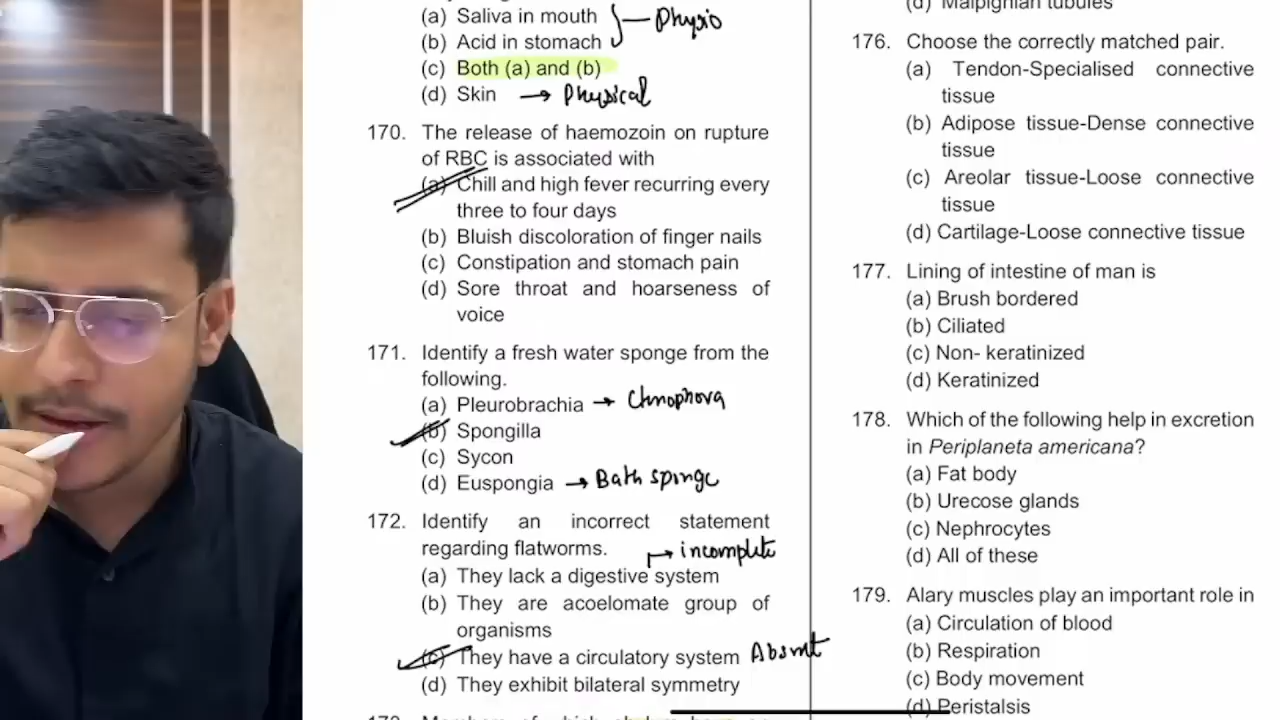 (a) Saliva in mouth
(b) Acid in stomach
Physio
(c) Both (a) and (b)
(d) Skin → Physical
170. The release of haemozoin on rupture
of RBC is associated with
(a) Chill and high fever recurring every
three to four days
(b) Bluish discoloration of finger nails
(c) Constipation and stomach pain
(d) Sore throat and hoarseness of
voice
171. Identify a fresh water sponge from the
following.
(a) Pleurobrachia → Ctenophora
(b) Spongilla
(c) Sycon
(d) Euspongia → Bath sponge
172. Identify an incorrect statement
regarding flatworms.
→ incomplete
(a) They lack a digestive system
(b) They are acoelomate group of
organisms
(c) They have a circulatory system Absent
(d) They exhibit bilateral symmetry
(d) Malpighian tubules
176. Choose the correctly matched pair.
(a) Tendon-Specialised connective
tissue
(b) Adipose tissue-Dense connective
tissue
(c) Areolar tissue-Loose connective
tissue
(d) Cartilage-Loose connective tissue
177. Lining of intestine of man is
(a) Brush bordered
(b) Ciliated
(c) Non- keratinized
(d) Keratinized
178. Which of the following help in excretion
in Periplaneta americana?
(a) Fat body
(b) Urecose glands
(c) Nephrocytes
(d) All of these
179. Alary muscles play an important role in
(a) Circulation of blood
(b) Respiration
(c) Body movement
(d) Peristalsis